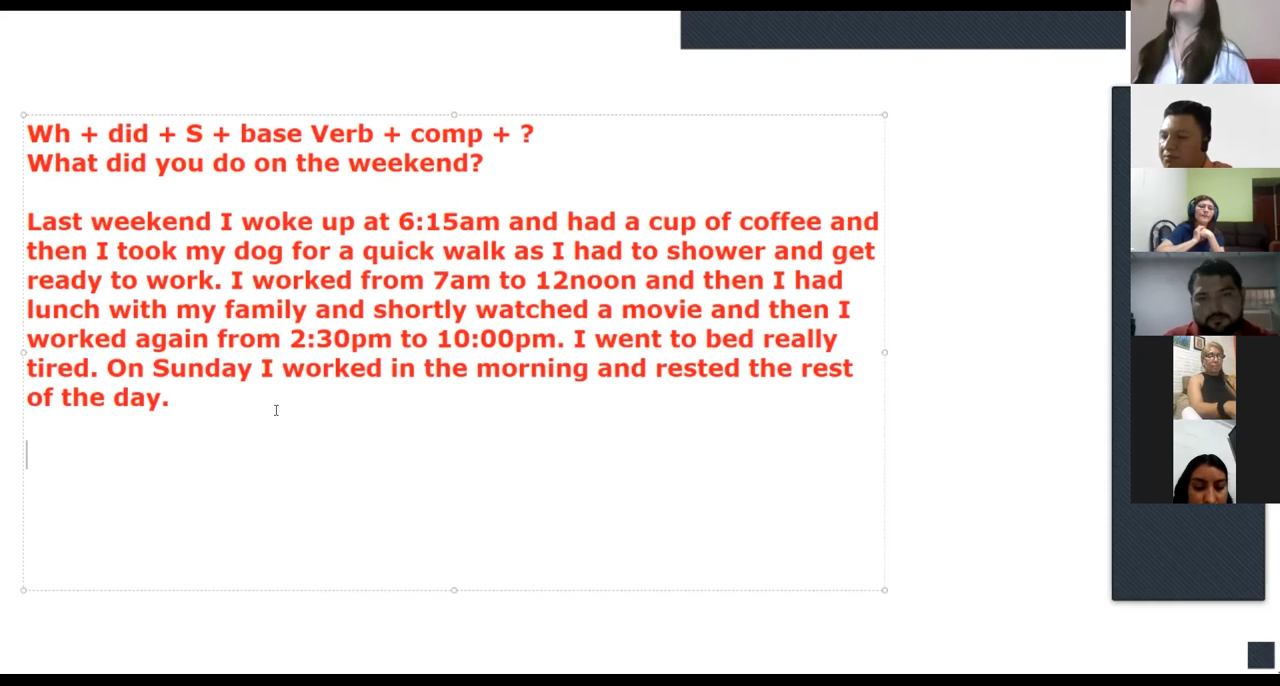 Wh + did + S + base Verb + comp + ?
What did you do on the weekend?
Last weekend I woke up at 6:15am and had a cup of coffee and
then I took my dog for a quick walk as I had to shower and get
ready to work. I worked from 7am to 12noon and then I had
lunch with my family and shortly watched a movie and then I
worked again from 2:30pm to 10:00pm. I went to bed really
tired. On Sunday I worked in the morning and rested the rest
of the day.